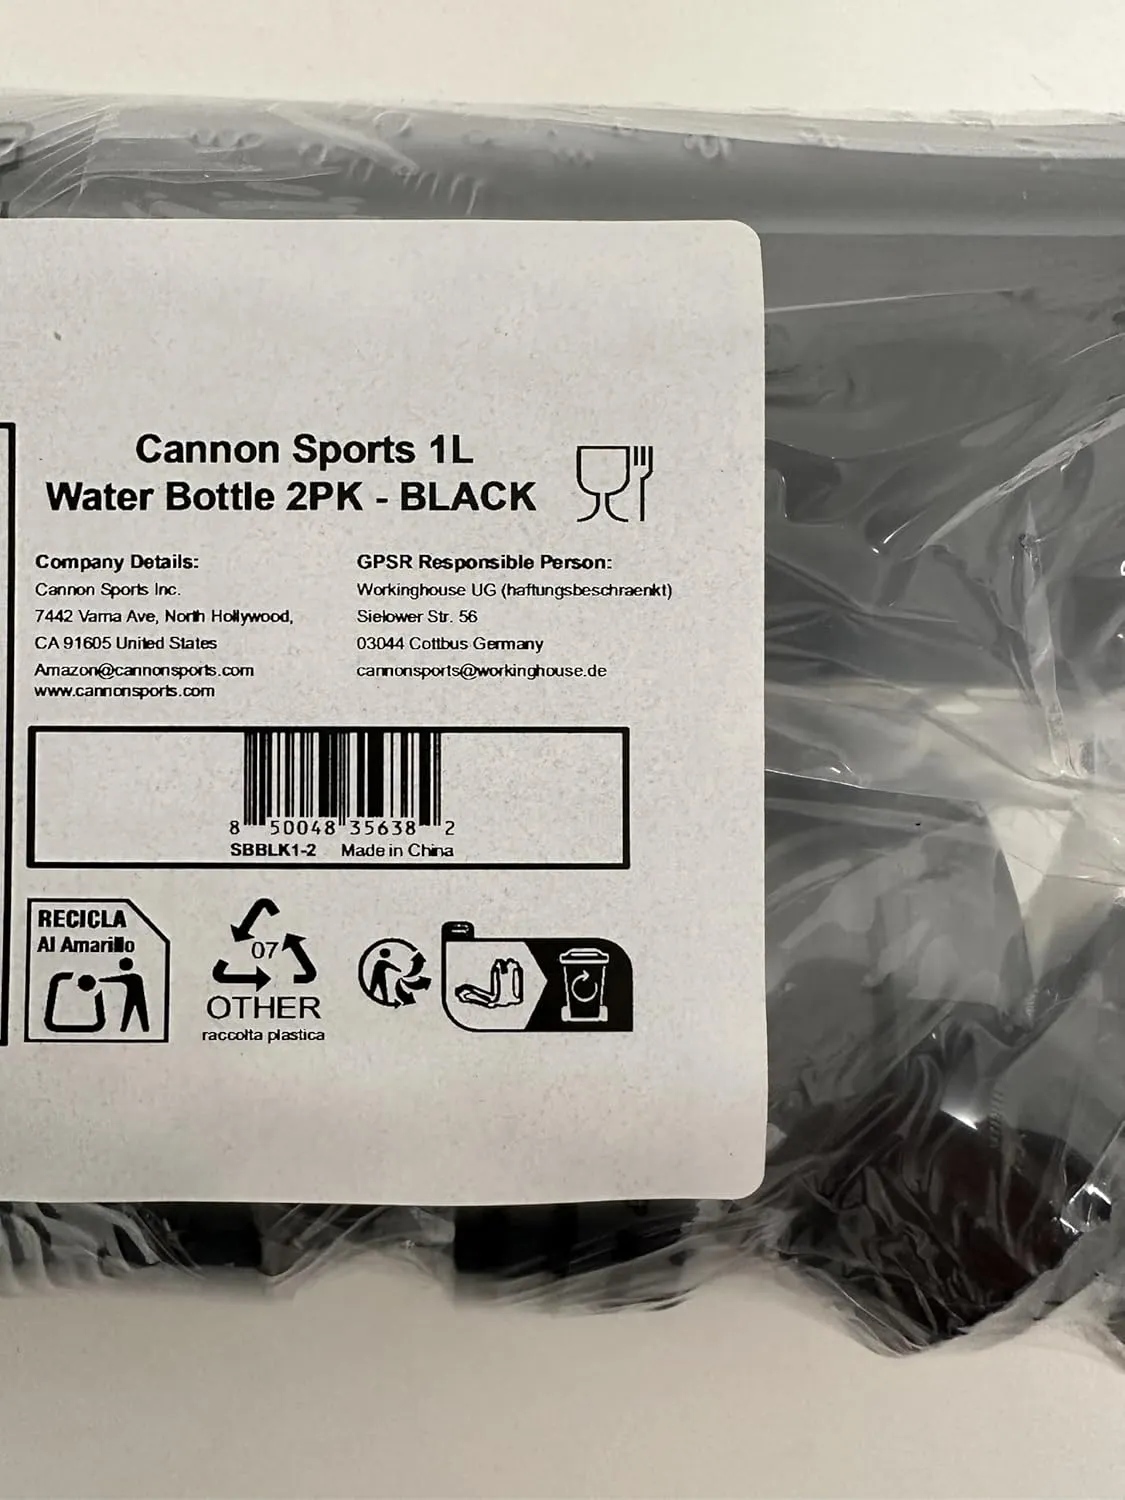 Cannon Sports 1L
Water Bottle 2PK - BLACK
Company Details:
Cannon Sports Inc.
7442 Varna Ave, North Hollywood,
CA 91605 United States
Amazon@cannonsports.com
www.cannonsports.com
GPSR Responsible Person:
Workinghouse UG (haftungsbeschraenkt)
Sielower Str. 56
03044 Cottbus Germany
cannonsports@workinghouse.de
8 50048 35638 2
SBBLK1-2 Made in China
RECICLA
Al Amarillo
07
OTHER
raccolta plastica